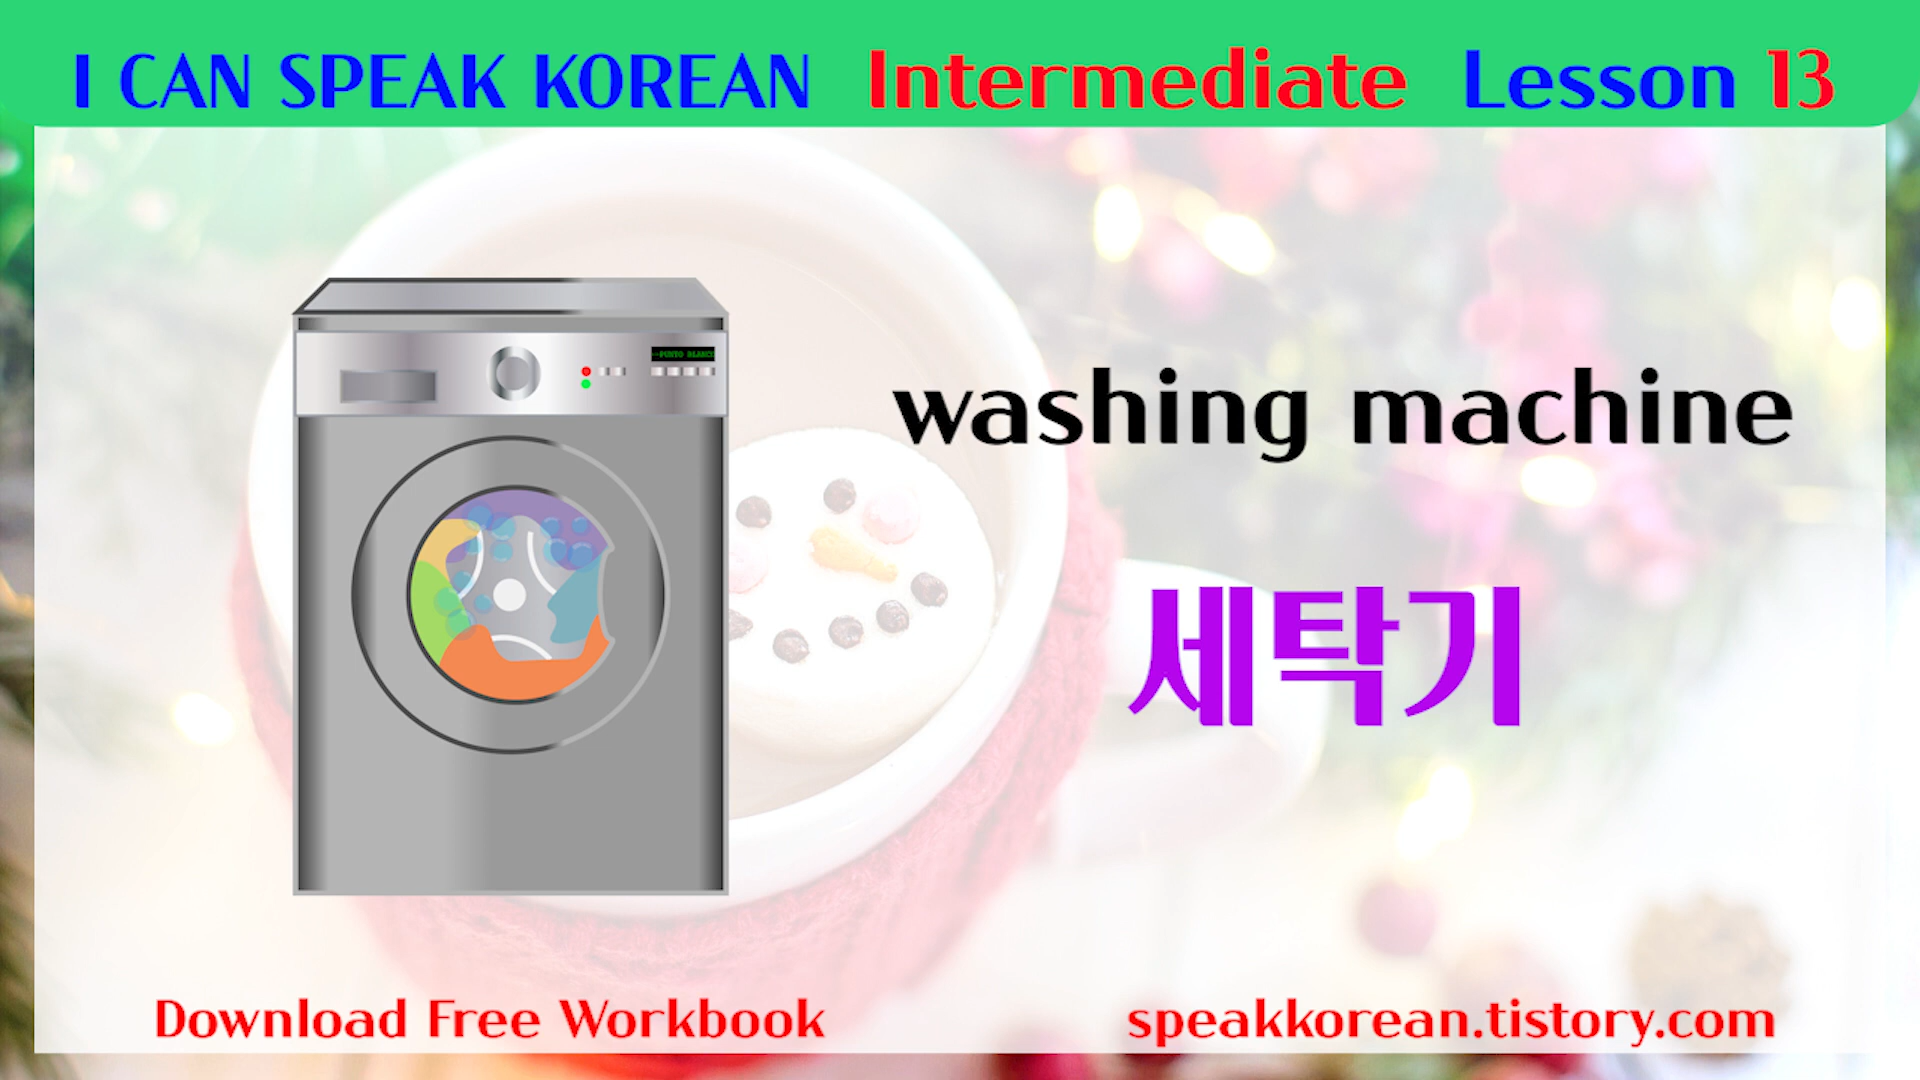 I CAN SPEAK KOREAN Intermediate Lesson 13
washing machine
세탁기
Download Free Workbook speakkorean.tistory.com